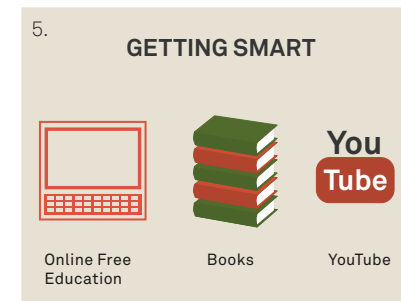 5.
GETTING SMART
You
Tube
Online Free
Education
Books
YouTube